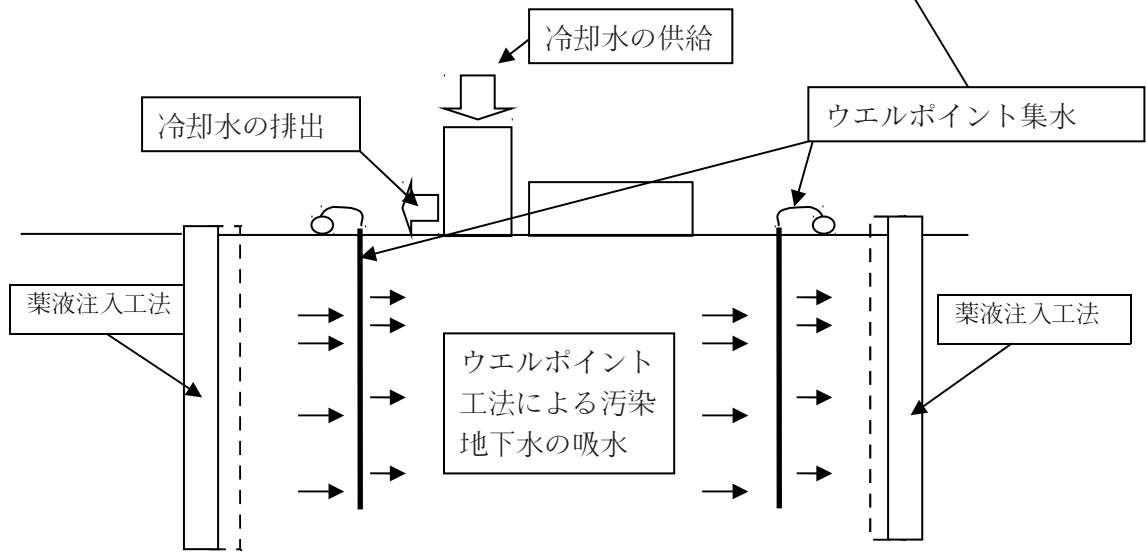 冷却水の供給
冷却水の排出
ウエルポイント集水
薬液注入工法
薬液注入工法
ウエルポイント
工法による汚染
地下水の吸水